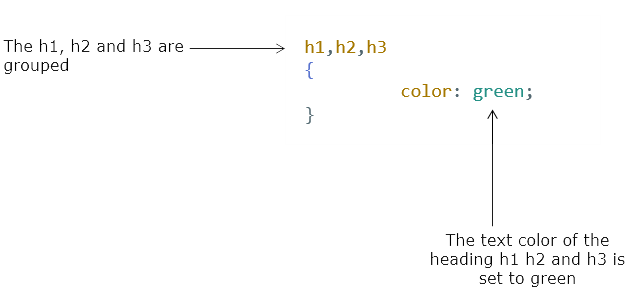 The h1, h2 and h3 are
grouped
h1,h2,h3
{
color: green;
}
The text color of the
heading h1 h2 and h3 is
set to green